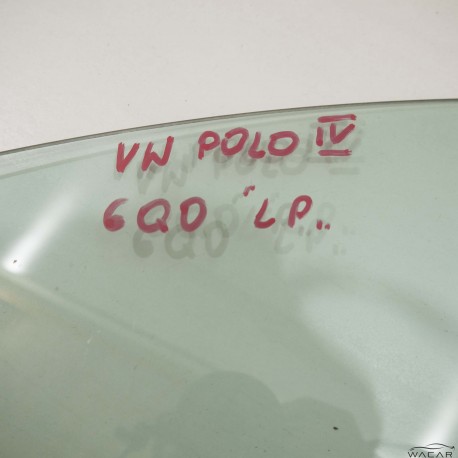 VW POLO IV
6QD "LP"
WACAR